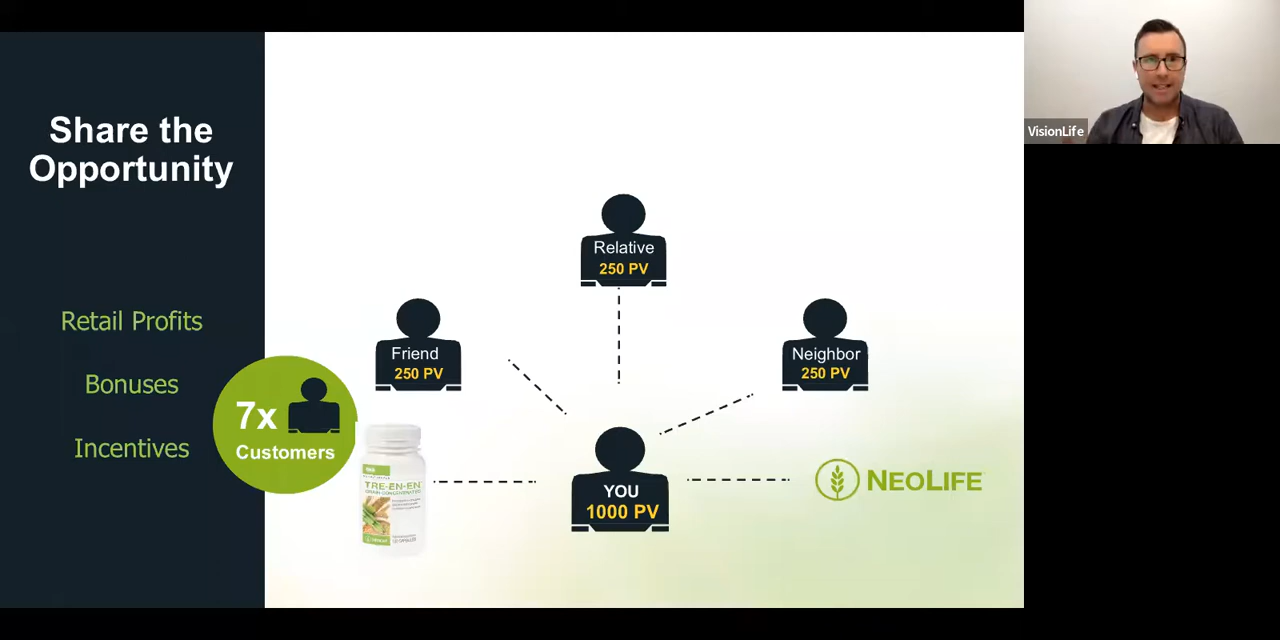 Share the
Opportunity
Retail Profits
Bonuses
Incentives
7x
Customers
Relative
250 PV
Friend
250 PV
Neighbor
250 PV
YOU
1000 PV
TRE-EN-EN
NEOLIFE
VisionLife